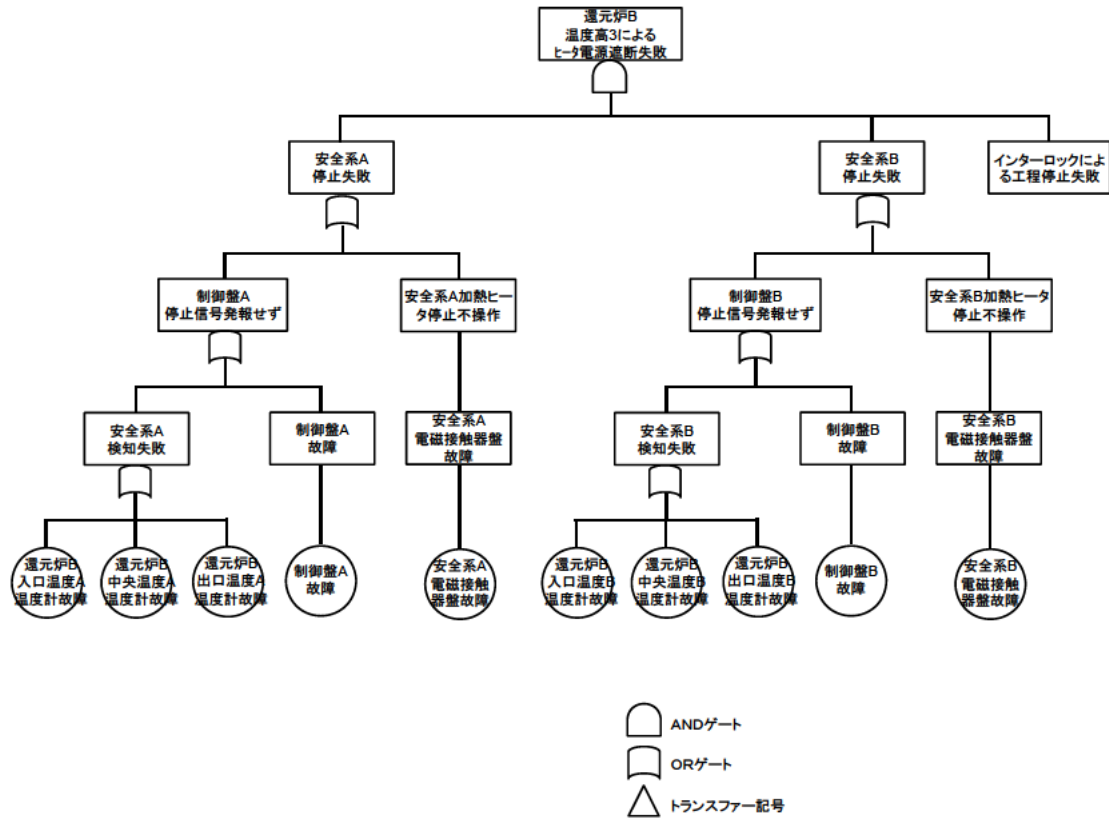 還元炉B
温度高3による
ﾋｰﾀ電源遮断失敗
安全系A
停止失敗
安全系B
停止失敗
インターロックによ
る工程停止失敗
制御盤A
停止信号発報せず
安全系A加熱ヒー
タ停止不操作
制御盤B
停止信号発報せず
安全系B加熱ヒータ
停止不操作
安全系A
検知失敗
制御盤A
故障
安全系A
電磁接触器盤
故障
安全系B
検知失敗
制御盤B
故障
安全系B
電磁接触器盤
故障
還元炉B
入口温度A
温度計故障
還元炉B
中央温度A
温度計故障
還元炉B
出口温度A
温度計故障
制御盤A
故障
安全系A
電磁接触
器盤故障
還元炉B
入口温度B
温度計故障
還元炉B
中央温度B
温度計故障
還元炉B
出口温度B
温度計故障
制御盤B
故障
安全系B
電磁接触
器盤故障
ANDゲート
ORゲート
トランスファー記号